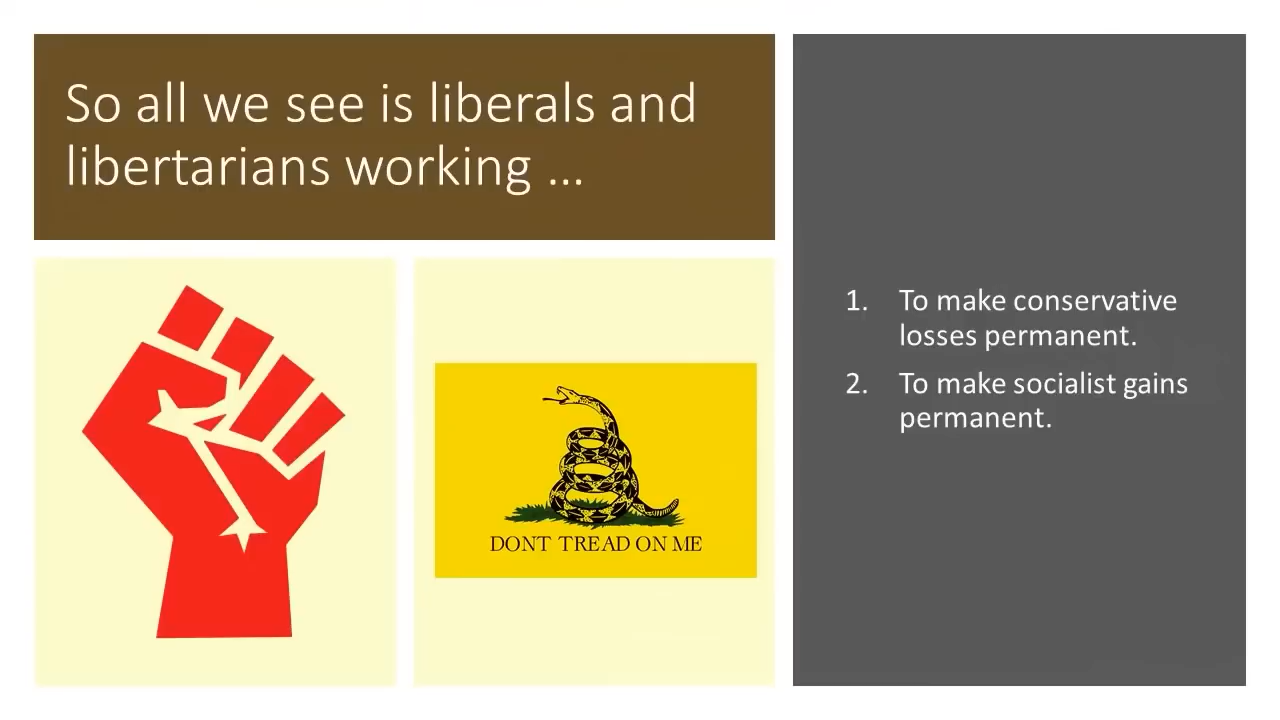 So all we see is liberals and
libertarians working ...
DONT TREAD ON ME
1. To make conservative
losses permanent.
2. To make socialist gains
permanent.